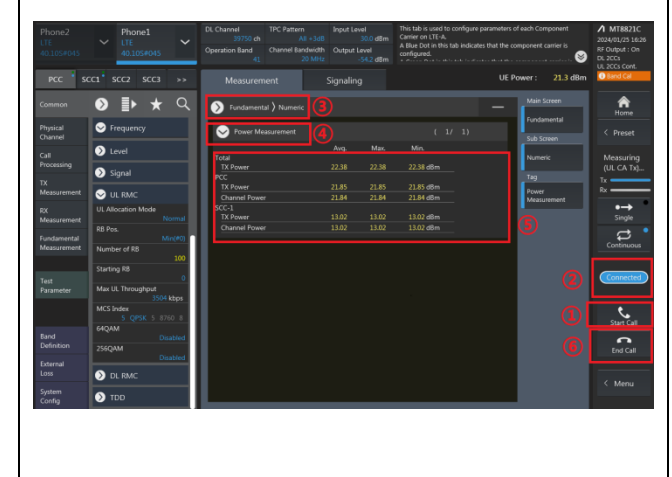 Phone2
LTE
40.105#045
Phone1
LTE
40.105#045
DL Channel
39750 ch
Operation Band
41
TPC Pattern
All +3dB
Channel Bandwidth
20 MHz
Input Level
30.0 dBm
Output Level
-54.2 dBm
This tab is used to configure parameters of each Component
Carrier on LTE-A.
A Blue Dot in this tab indicates that the component carrier is
configured.
MT8821C
2024/01/25 18:26
RF Output : On
DL 2CCs
UL 2CCs Cont.
Band Cal
PCC
SCC1
SCC2
SCC3
>>
Measurement
Signaling
UE Power : 21.3 dBm
Common
Physical
Channel
Call
Processing
TX
Measurement
RX
Measurement
Fundamental
Measurement
Test
Parameter
Band
Definition
External
Loss
System
Config
Frequency
Level
Signal
UL RMC
UL Allocation Mode
Normal
RB Pos.
Min(#0)
Number of RB
100
Starting RB
0
Max UL Throughput
3504 kbps
MCS Index
5 QPSK 5 8760 8
64QAM
Disabled
256QAM
Disabled
DL RMC
TDD
Fundamental 〉 Numeric
③
Power Measurement
④
( 1/ 1)
Avg. Max. Min.
Total
TX Power 22.38 22.38 22.38 dBm
PCC
TX Power 21.85 21.85 21.85 dBm
Channel Power 21.84 21.84 21.84 dBm
SCC-1
TX Power 13.02 13.02 13.02 dBm
Channel Power 13.02 13.02 13.02 dBm
⑤
Main Screen
Fundamental
Sub Screen
Numeric
Tag
Power
Measurement
Home
< Preset
Measuring
(UL CA Tx)...
Tx
Rx
Single
Continuous
②
Connected
①
Start Call
⑥
End Call
< Menu